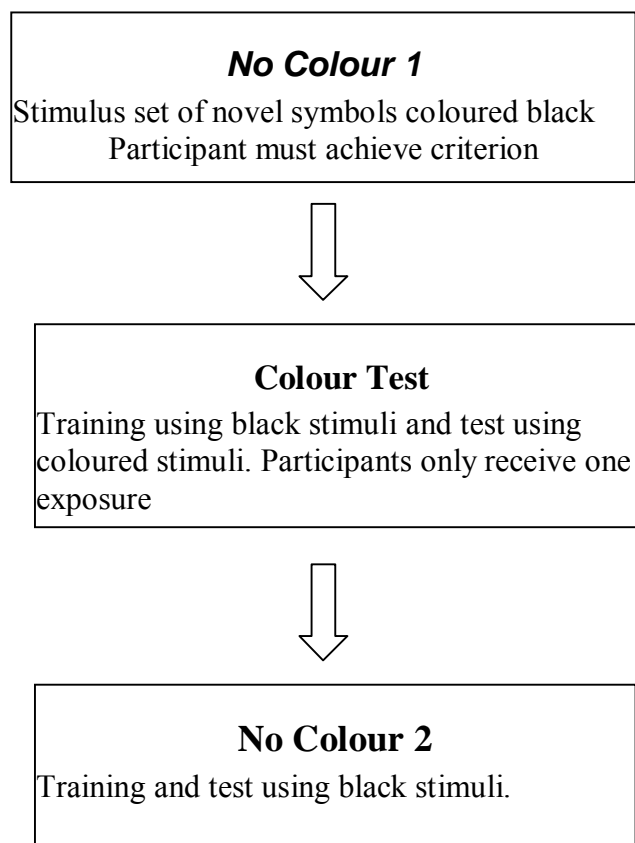 No Colour 1
Stimulus set of novel symbols coloured black
Participant must achieve criterion
Colour Test
Training using black stimuli and test using
coloured stimuli. Participants only receive one
exposure
No Colour 2
Training and test using black stimuli.